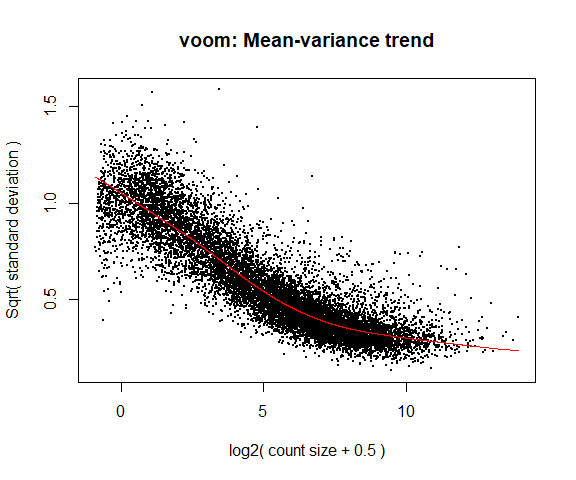 voom: Mean-variance trend
Sqrt( standard deviation )
1.5
1.0
0.5
0 5 10
log2( count size + 0.5 )